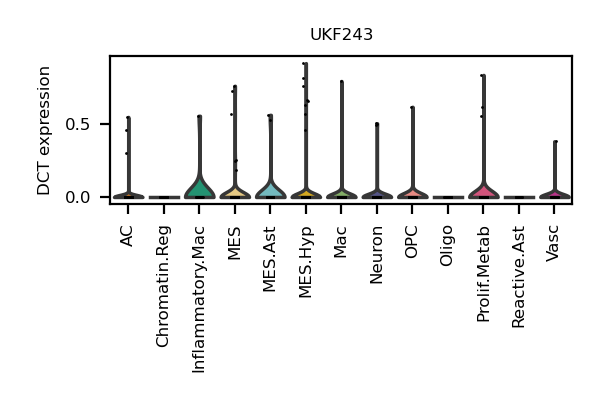 UKF243
DCT expression
0.5
0.0
AC
Chromatin.Reg
Inflammatory.Mac
MES
MES.Ast
MES.Hyp
Mac
Neuron
OPC
Oligo
Prolif.Metab
Reactive.Ast
Vasc